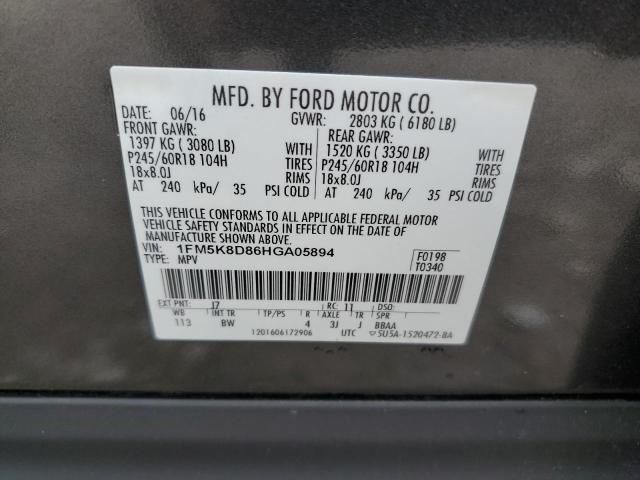 MFD. BY FORD MOTOR CO.
DATE: 06/16 GVWR: 2803 KG ( 6180 LB)
FRONT GAWR: REAR GAWR:
1397 KG ( 3080 LB) 1520 KG ( 3350 LB)
P245/60R18 104H TIRES P245/60R18 104H TIRES
18x8.0J RIMS 18x8.0J RIMS
AT 240 kPa/ 35 PSI COLD AT 240 kPa/ 35 PSI COLD
THIS VEHICLE CONFORMS TO ALL APPLICABLE FEDERAL MOTOR
VEHICLE SAFETY STANDARDS IN EFFECT ON THE DATE OF
MANUFACTURE SHOWN ABOVE.
VIN: 1FM5K8D86HGA05894 F0198
TYPE: MPV T0340
EXT PNT: J7 RC: 11 DSO:
WB INT TR TP/PS R AXLE TR SPR
113 BW 4 3J J BBAA
1201606172906 UTC ▽5U5A-1520472-BA